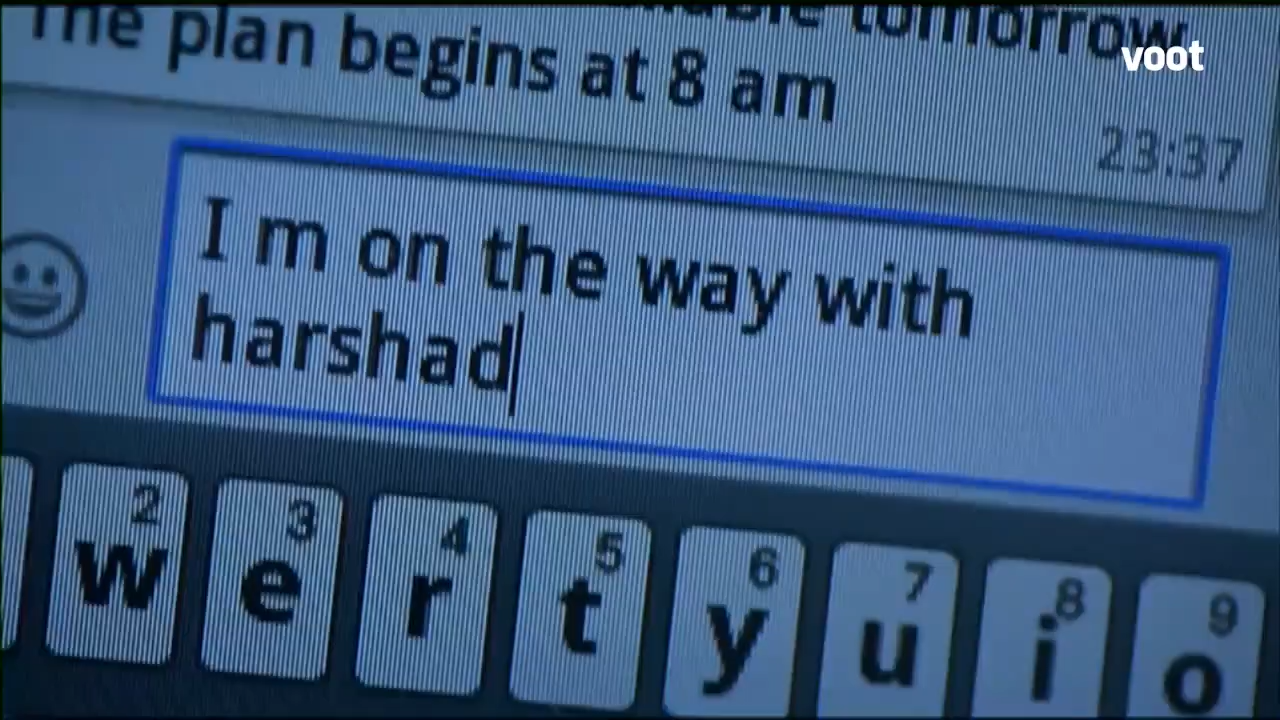 tomorrow
The plan begins at 8 am
23:37
voot
I m on the way with
harshad
2 3 4 5 6 7 8 9
w e r t y u i o